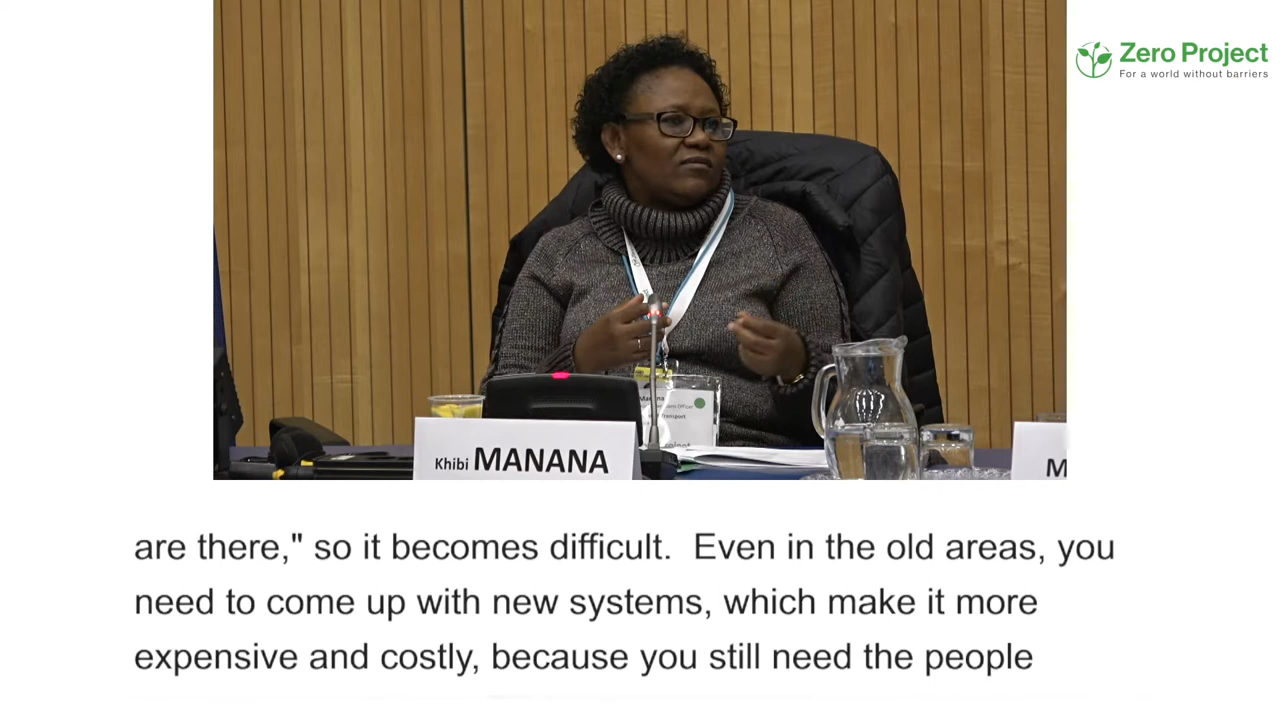 Zero Project
For a world without barriers
Manana
Transport
Khibi MANANA
M
are there," so it becomes difficult.  Even in the old areas, you
need to come up with new systems, which make it more
expensive and costly, because you still need the people